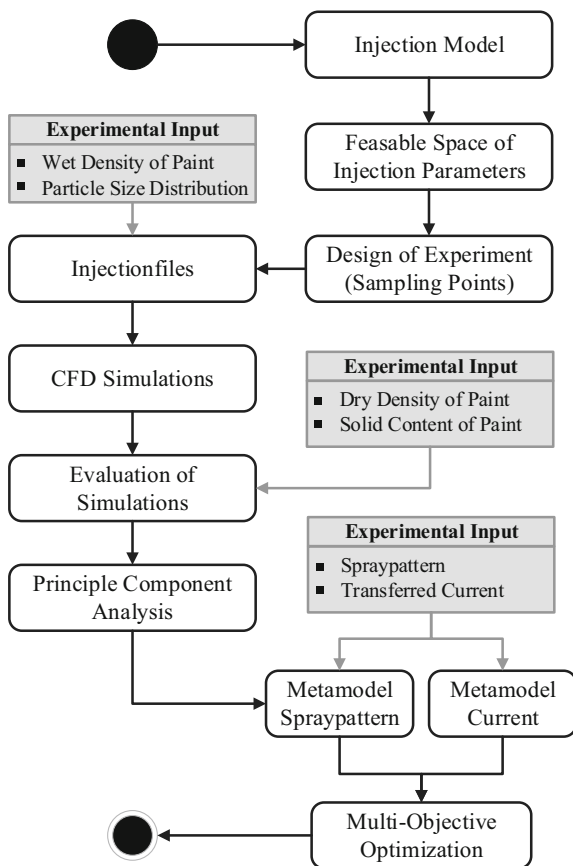 Injection Model
Experimental Input
▪ Wet Density of Paint
▪ Particle Size Distribution
Feasable Space of
Injection Parameters
Injectionfiles
Design of Experiment
(Sampling Points)
CFD Simulations
Experimental Input
▪ Dry Density of Paint
▪ Solid Content of Paint
Evaluation of
Simulations
Experimental Input
▪ Spraypattern
▪ Transferred Current
Principle Component
Analysis
Metamodel
Spraypattern
Metamodel
Current
Multi-Objective
Optimization